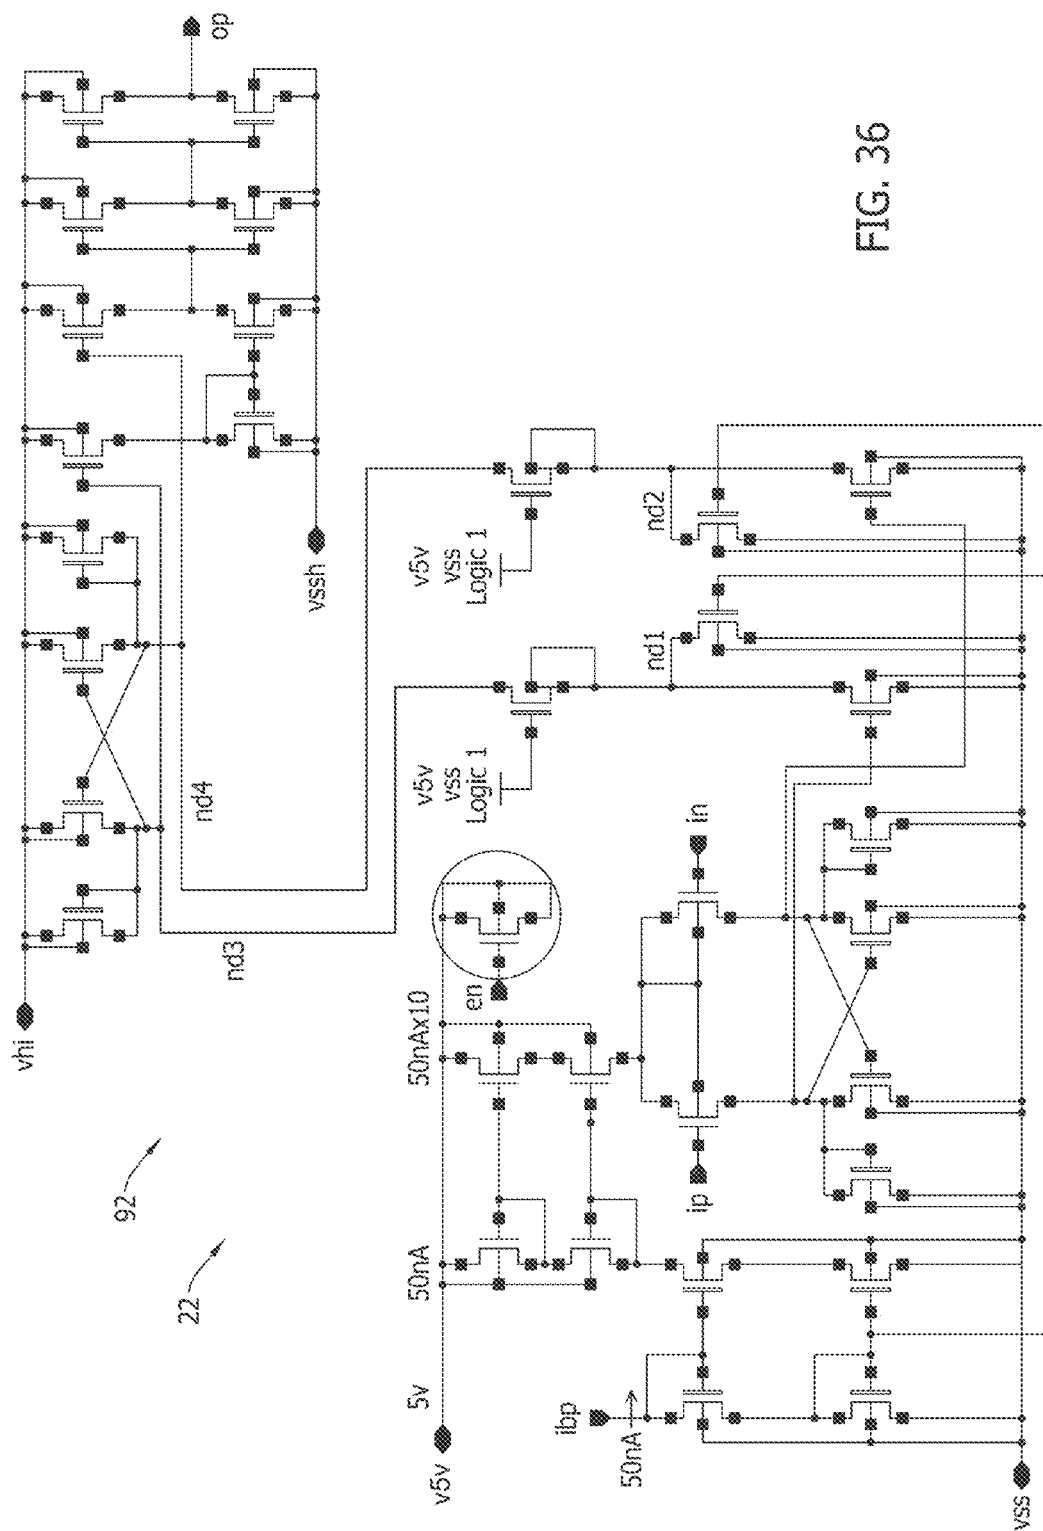 FIG. 36
92
22
vhi
op
vssh
nd4
nd3
v5v
5v
50nA
50nAx10
en
v5v
vss
Logic 1
v5v
vss
Logic 1
nd1
nd2
ibp
50nA
ip
in
vss